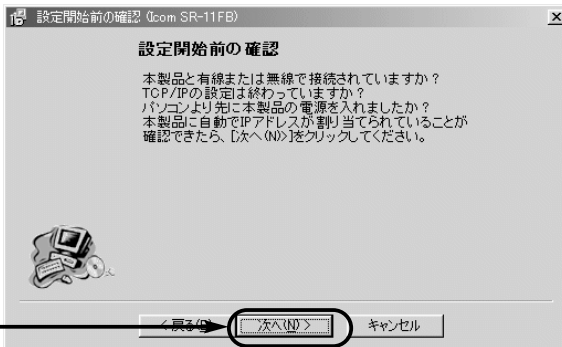 設定開始前の確認 (Icom SR-11FB)
設定開始前の確認
本製品と有線または無線で接続されていますか？
TCP/IPの設定は終わっていますか？
パソコンより先に本製品の電源を入れましたか？
本製品に自動でIPアドレスが割り当てられていることが
確認できたら、[次へ(N)>]をクリックしてください。
< 戻る(B) 次へ(N) > キャンセル